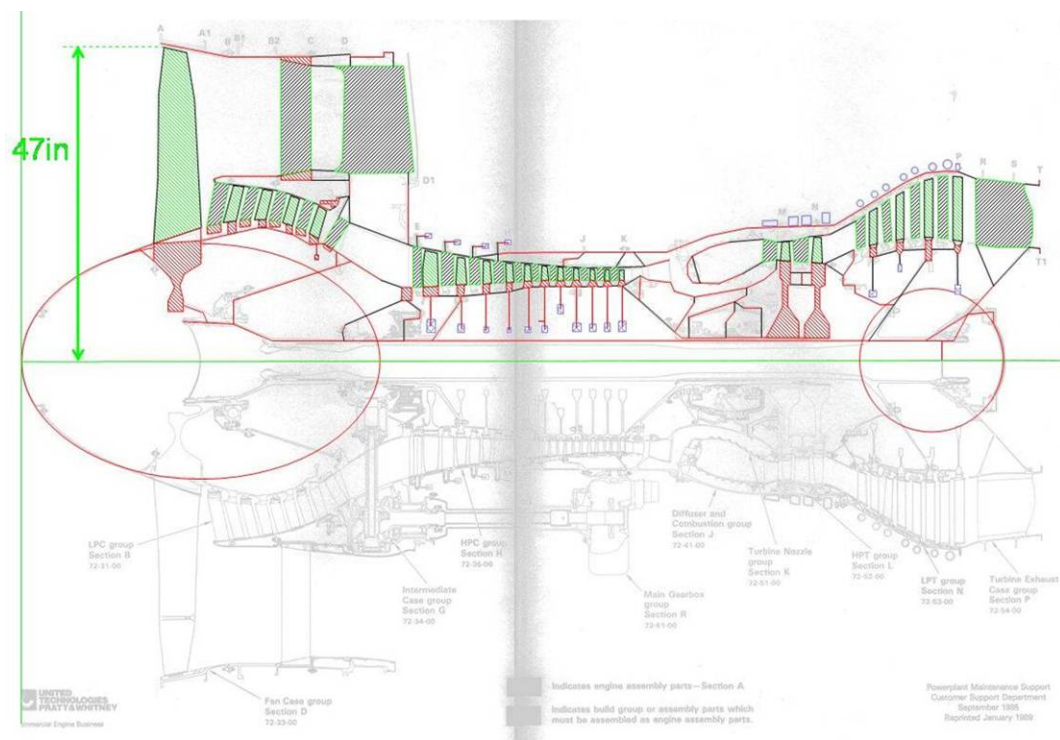 A
A1
B
B1
B2
C
D
47in
D1
E
J
K
M
N
P
R
S
T
T1
LPC group
Section B
72-31-00
Intermediate
Case group
Section G
72-34-00
HPC group
Section H
Main Gearbox
group
Section R
72-61-00
Diffuser and
Combustion group
Section J
72-41-00
Turbine Nozzle
group
Section K
72-51-00
HPT group
Section L
72-52-00
LPT group
Section N
72-53-00
Turbine Exhaust
Case group
Section P
72-54-00
Fan Case group
Section D
72-33-00
UNITED
TECHNOLOGIES
PRATT&WHITNEY
Engine Business
Indicates engine assembly parts—Section A
Indicates build group or assembly parts which
must be assembled as engine assembly parts.
Powerplant Maintenance Support
Customer Support Department
September 1985
Reprinted January 1989